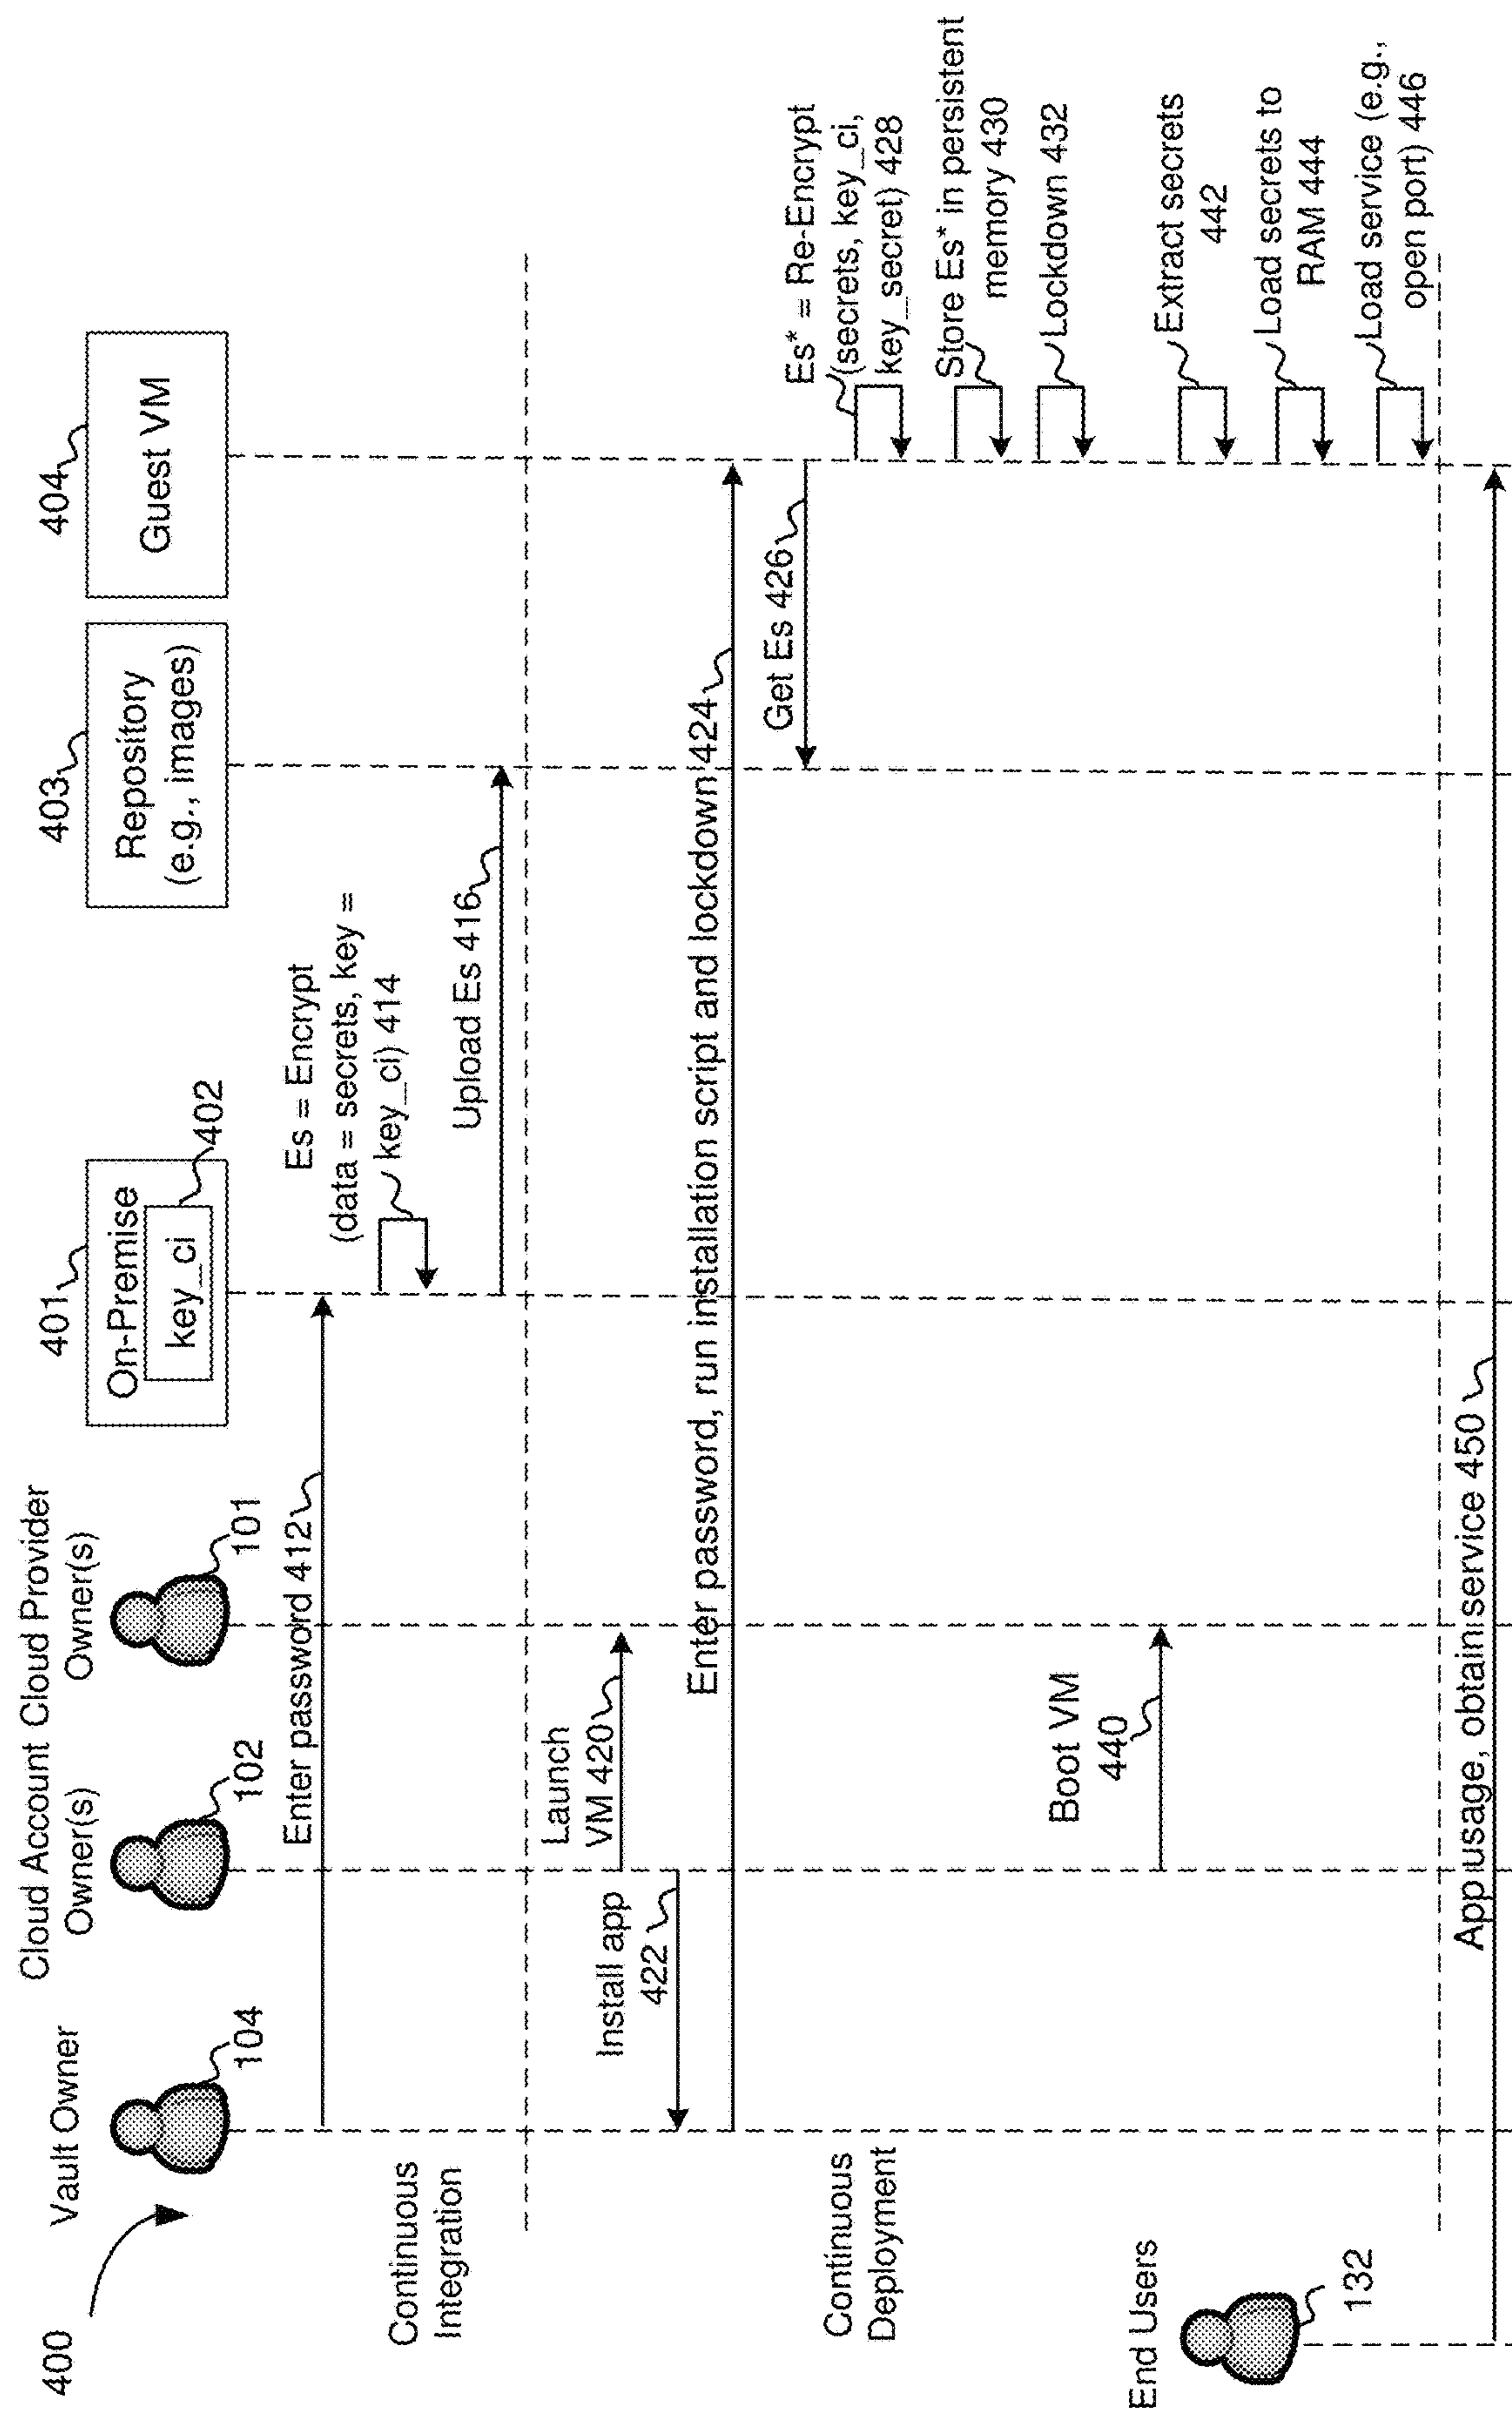 400
Vault Owner
104
Cloud Account
Owner(s)
102
Cloud Provider
Owner(s)
101
401
On-Premise
key_ci
402
403
Repository
(e.g., images)
404
Guest VM
Enter password 412
Es = Encrypt
(data = secrets, key =
key_ci) 414
Continuous
Integration
Upload Es 416
Launch
VM 420
Install app
422
Enter password, run installation script and lockdown 424
Get Es 426
Es* = Re-Encrypt
(secrets, key_ci,
key_secret) 428
Continuous
Deployment
Store Es* in persistent
memory 430
Lockdown 432
Boot VM
440
Extract secrets
442
Load secrets to
RAM 444
Load service (e.g.,
open port) 446
End Users
132
App usage, obtain service 450